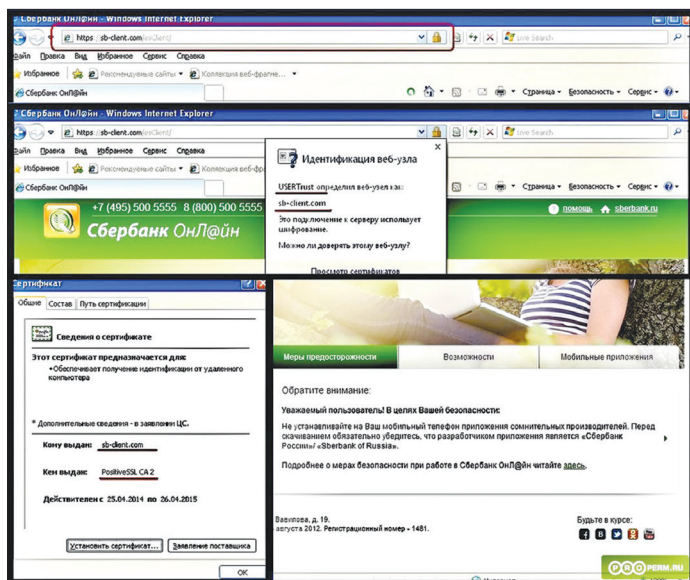 Сбербанк ОнЛ@йн - Windows Internet Explorer
https sb-client.com/esClient/
Live Search
Файл Правка Вид Избранное Сервис Справка
Избранное Рекомендуемые сайты Коллекция веб-фрагме...
Сбербанк ОнЛ@йн
Страница Безопасность Сервис
Сбербанк ОнЛ@йн - Windows Internet Explorer
https sb-client.com/esClient/
Live Search
Файл Правка Вид Избранное Сервис Справка
Избранное Рекомендуемые сайты Коллекция веб-фр
Сбербанк ОнЛ@йн
Страница Безопасность Сервис
Идентификация веб-узла
USERTrust определил веб-узел как:
sb-client.com
Это подключение к серверу использует
шифрование.
Можно ли доверять этому веб-узлу?
Просмотр сертификатов
+7 (495) 500 5555 8 (800) 500 5555
Сбербанк ОнЛ@йн
помощь sberbank.ru
Сертификат
Общие Состав Путь сертификации
Сведения о сертификате
Этот сертификат предназначается для:
•Обеспечивает получение идентификации от удаленного
компьютера
* Дополнительные сведения - в заявлении ЦС.
Кому выдан: sb-client.com
Кем выдан: PositiveSSL CA 2
Действителен с 25.04.2014 по 26.04.2015
Установить сертификат... Заявление поставщика
ОК
Меры предосторожности Возможности Мобильные приложения
Обратите внимание:
Уважаемый пользователь! В целях Вашей безопасности:
Не устанавливайте на Ваш мобильный телефон приложения сомнительных производителей. Перед
скачиванием обязательно убедитесь, что разработчиком приложения является «Сбербанк
России»/ «Sberbank of Russia».
Подробнее о мерах безопасности при работе в Сбербанк ОнЛ@йн читайте здесь.
Вавилова, д. 19.
августа 2012. Регистрационный номер - 1481.
Будьте в курсе:
PROPERM.RU